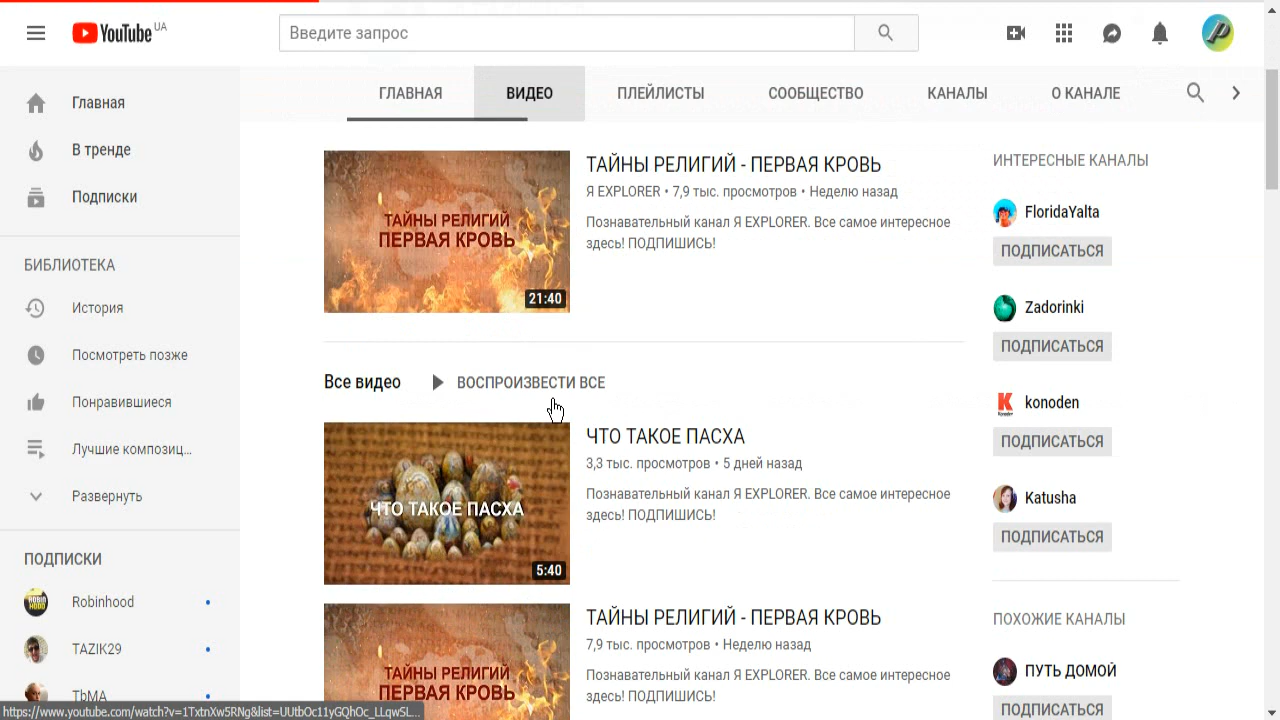 YouTube UA
Введите запрос
Главная
В тренде
Подписки
БИБЛИОТЕКА
История
Посмотреть позже
Понравившиеся
Лучшие композиц...
Развернуть
ПОДПИСКИ
Robinhood
TAZIK29
TbMA
ГЛАВНАЯ
ВИДЕО
ПЛЕЙЛИСТЫ
СООБЩЕСТВО
КАНАЛЫ
О КАНАЛЕ
ТАЙНЫ РЕЛИГИЙ
ПЕРВАЯ КРОВЬ
21:40
ТАЙНЫ РЕЛИГИЙ - ПЕРВАЯ КРОВЬ
Я EXPLORER • 7,9 тыс. просмотров • Неделю назад
Познавательный канал Я EXPLORER. Все самое интересное
здесь! ПОДПИШИСЬ!
Все видео
ВОСПРОИЗВЕСТИ ВСЕ
ЧТО ТАКОЕ ПАСХА
5:40
ЧТО ТАКОЕ ПАСХА
3,3 тыс. просмотров • 5 дней назад
Познавательный канал Я EXPLORER. Все самое интересное
здесь! ПОДПИШИСЬ!
ТАЙНЫ РЕЛИГИЙ
ПЕРВАЯ КРОВЬ
ТАЙНЫ РЕЛИГИЙ - ПЕРВАЯ КРОВЬ
7,9 тыс. просмотров • Неделю назад
Познавательный канал Я EXPLORER. Все самое интересное
здесь! ПОДПИШИСЬ!
ИНТЕРЕСНЫЕ КАНАЛЫ
FloridaYalta
ПОДПИСАТЬСЯ
Zadorinki
ПОДПИСАТЬСЯ
konoden
ПОДПИСАТЬСЯ
Katusha
ПОДПИСАТЬСЯ
ПОХОЖИЕ КАНАЛЫ
ПУТЬ ДОМОЙ
ПОДПИСАТЬСЯ